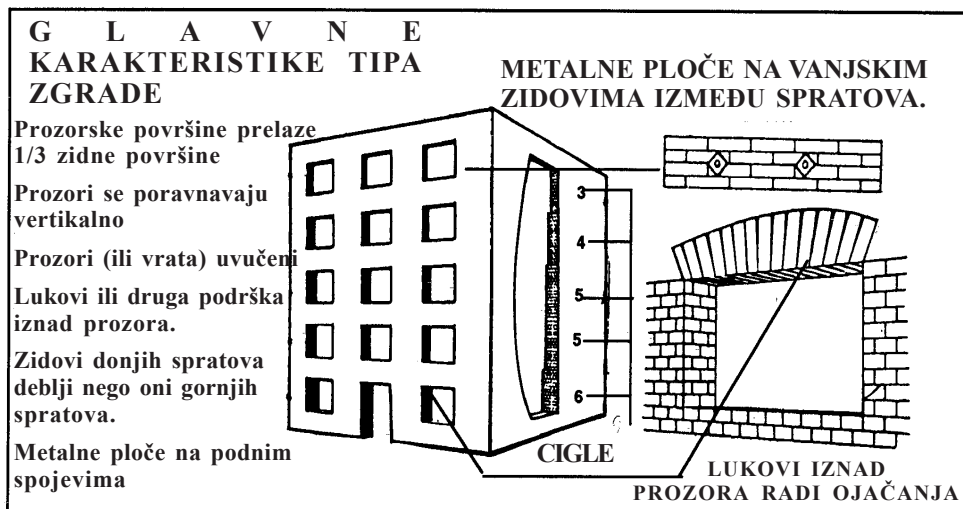 G L A V N E
KARAKTERISTIKE TIPA
ZGRADE
Prozorske površine prelaze
1/3 zidne površine
Prozori se poravnavaju
vertikalno
Prozori (ili vrata) uvučeni
Lukovi ili druga podrška
iznad prozora.
Zidovi donjih spratova
deblji nego oni gornjih
spratova.
Metalne ploče na podnim
spojevima
METALNE PLOČE NA VANJSKIM
ZIDOVIMA IZMEĐU SPRATOVA.
3
4
5
5
6
CIGLE
LUKOVI IZNAD
PROZORA RADI OJAČANJA